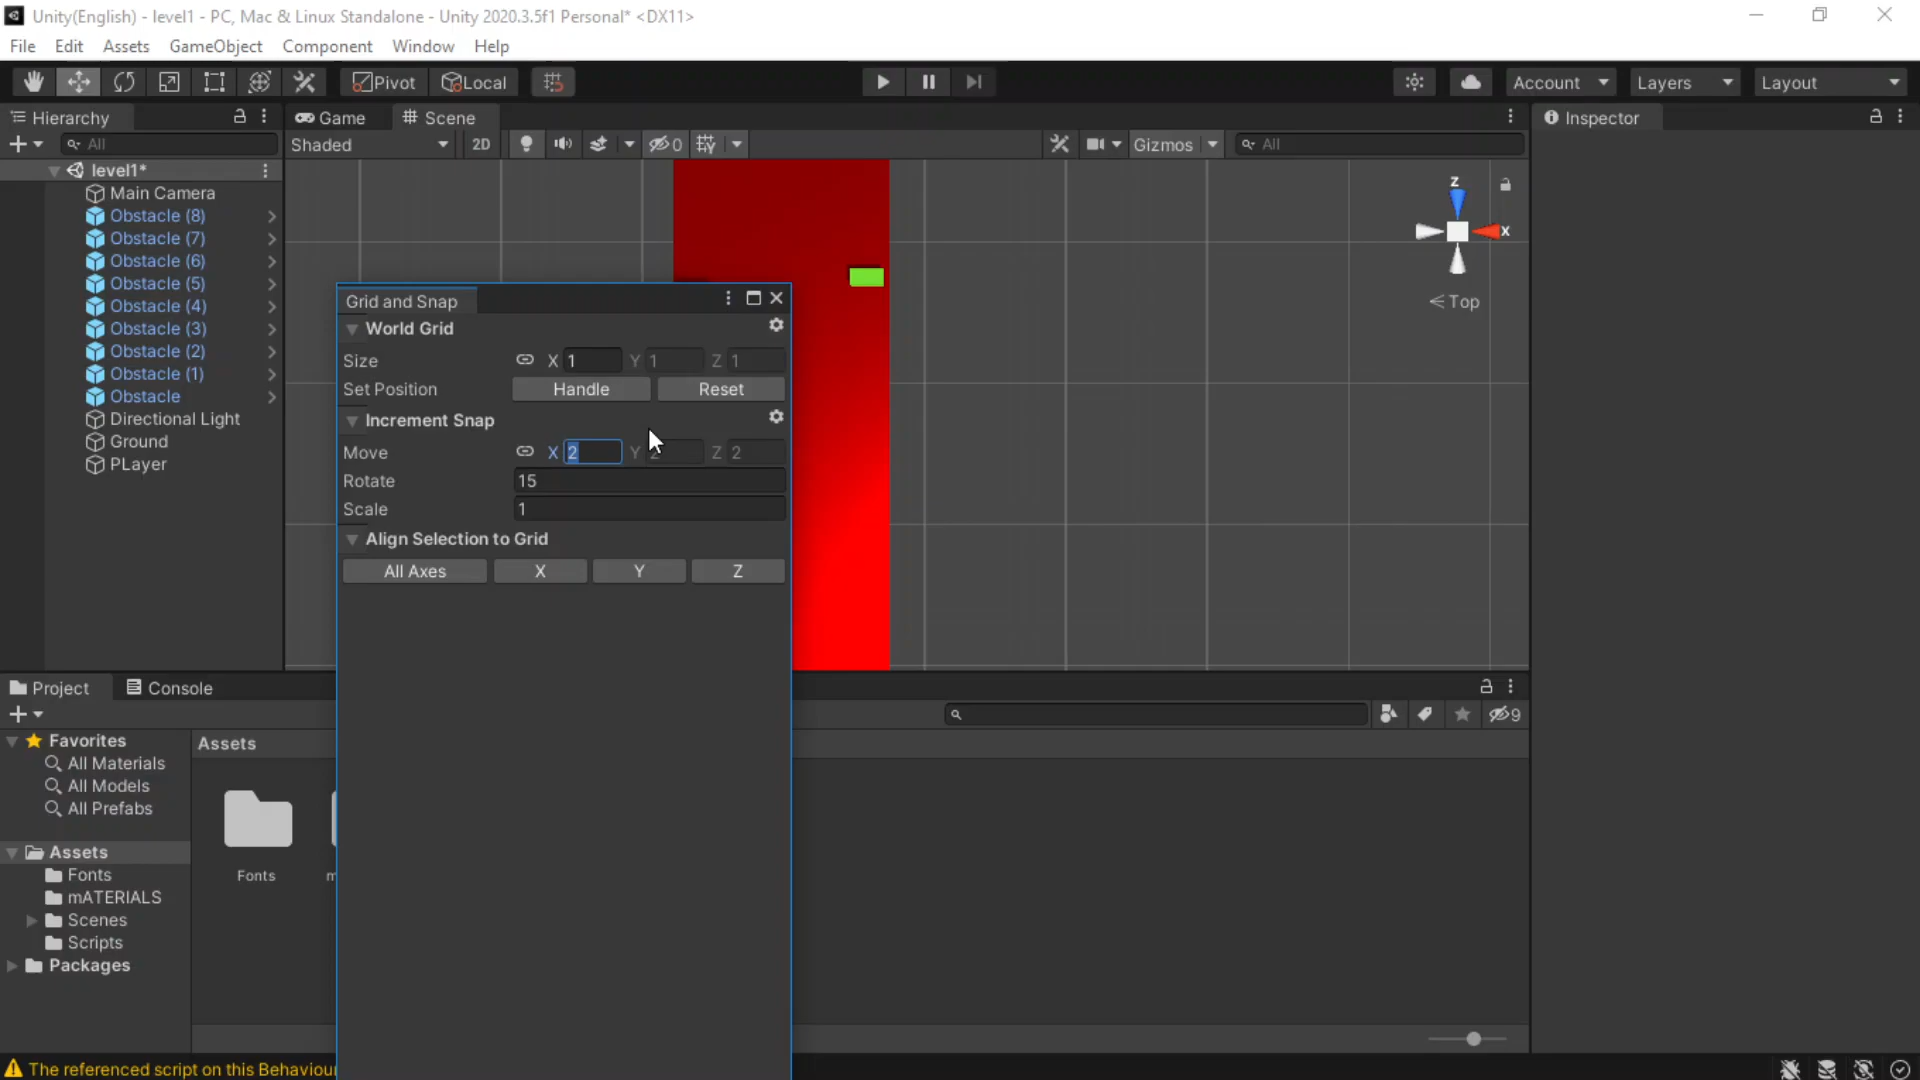 Unity(English) - level1 - PC, Mac & Linux Standalone - Unity 2020.3.5f1 Personal* <DX11>
File Edit Assets GameObject Component Window Help
Pivot Local Account Layers Layout
Hierarchy Game Scene Inspector
All Shaded 2D 0 Gizmos All
level1*
Main Camera
Obstacle (8)
Obstacle (7)
Obstacle (6)
Obstacle (5)
Obstacle (4)
Obstacle (3)
Obstacle (2)
Obstacle (1)
Obstacle
Directional Light
Ground
PLayer
z
x
Top
Grid and Snap
World Grid
Size X 1 Y 1 Z 1
Set Position Handle Reset
Increment Snap
Move X 2 Y 2 Z 2
Rotate 15
Scale 1
Align Selection to Grid
All Axes X Y Z
Project Console
9
Favorites
All Materials
All Models
All Prefabs
Assets
Fonts
mATERIALS
Scenes
Scripts
Packages
Assets
Fonts m
The referenced script on this Behaviour